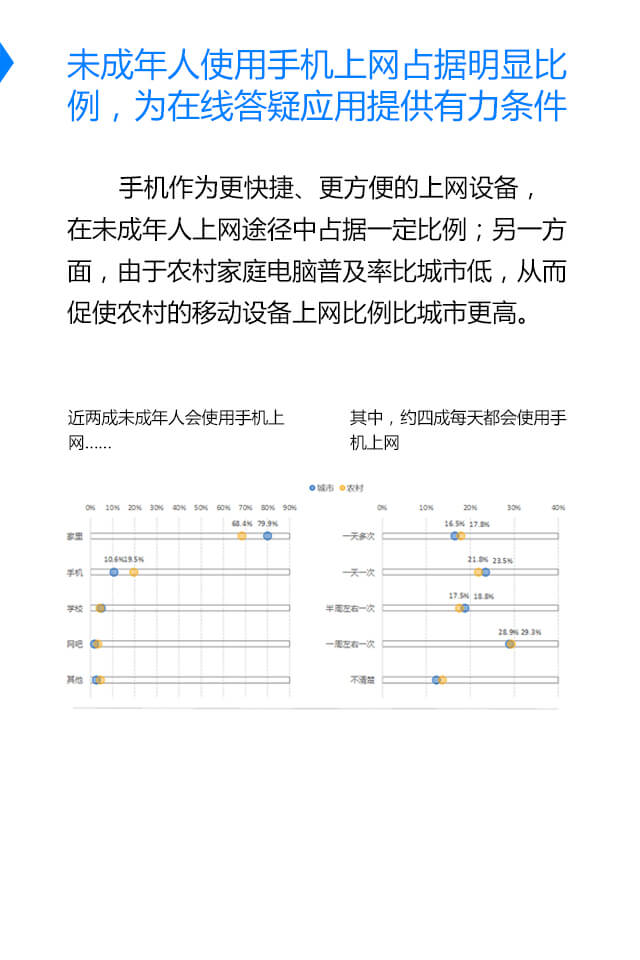 未成年人使用手机上网占据明显比
例，为在线答疑应用提供有力条件
手机作为更快捷、更方便的上网设备，
在未成年人上网途径中占据一定比例；另一方
面，由于农村家庭电脑普及率比城市低，从而
促使农村的移动设备上网比例比城市更高。
近两成未成年人会使用手机上
网......
其中，约四成每天都会使用手
机上网
城市 农村
0% 10% 20% 30% 40% 50% 60% 70% 80% 90%
68.4% 79.9%
家里
10.6% 19.5%
手机
学校
网吧
其他
0% 10% 20% 30% 40%
16.5% 17.8%
一天多次
21.8% 23.5%
一天一次
17.5% 18.8%
半周左右一次
28.9% 29.3%
一周左右一次
不清楚